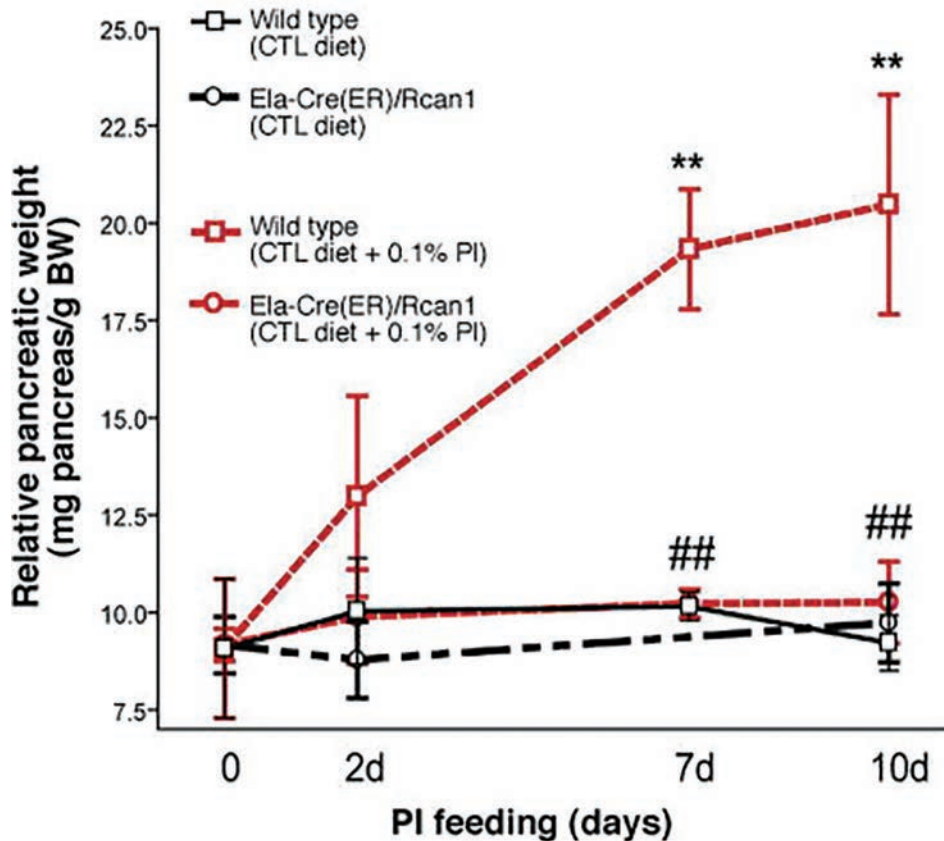 Wild type
(CTL diet)
Ela-Cre(ER)/Rcan1
(CTL diet)
Wild type
(CTL diet + 0.1% PI)
Ela-Cre(ER)/Rcan1
(CTL diet + 0.1% PI)
Relative pancreatic weight
(mg pancreas/g BW)
25.0
22.5
20.0
17.5
15.0
12.5
10.0
7.5
**
**
##
##
0 2d 7d 10d
PI feeding (days)